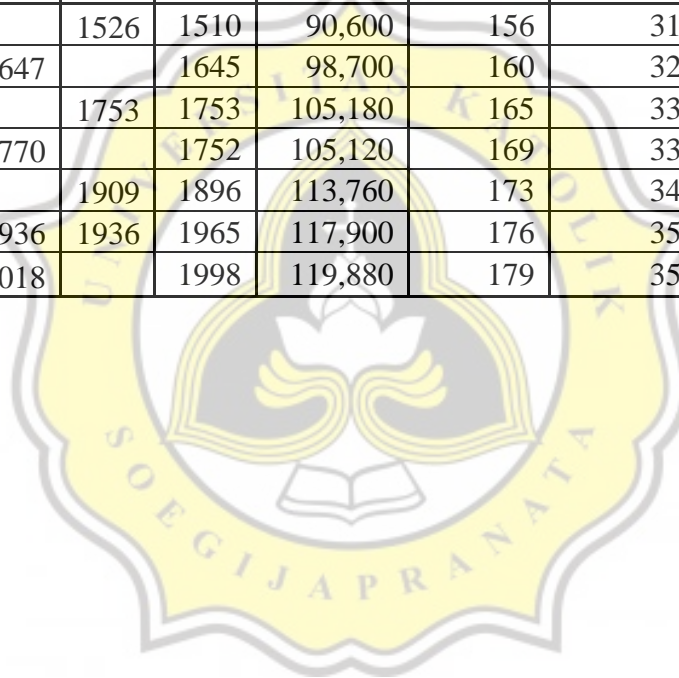 1526 1510 90,600 156 31
647 1645 98,700 160 32
1753 1753 105,180 165 33
770 1752 105,120 169 33
1909 1896 113,760 173 34
936 1936 1965 117,900 176 35
018 1998 119,880 179 35
UNIVERSITAS KATOLIK
SOEGIJAPRANATA